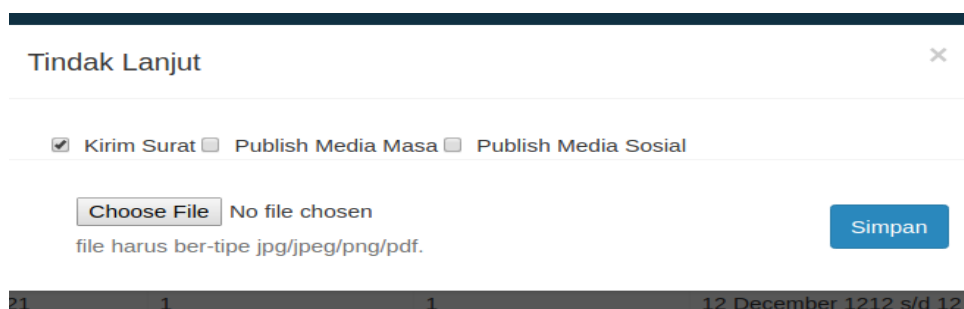 Tindak Lanjut ×
Kirim Surat Publish Media Masa Publish Media Sosial
Choose File No file chosen
Simpan
file harus ber-tipe jpg/jpeg/png/pdf.
21 1 1 12 December 1212 s/d 12